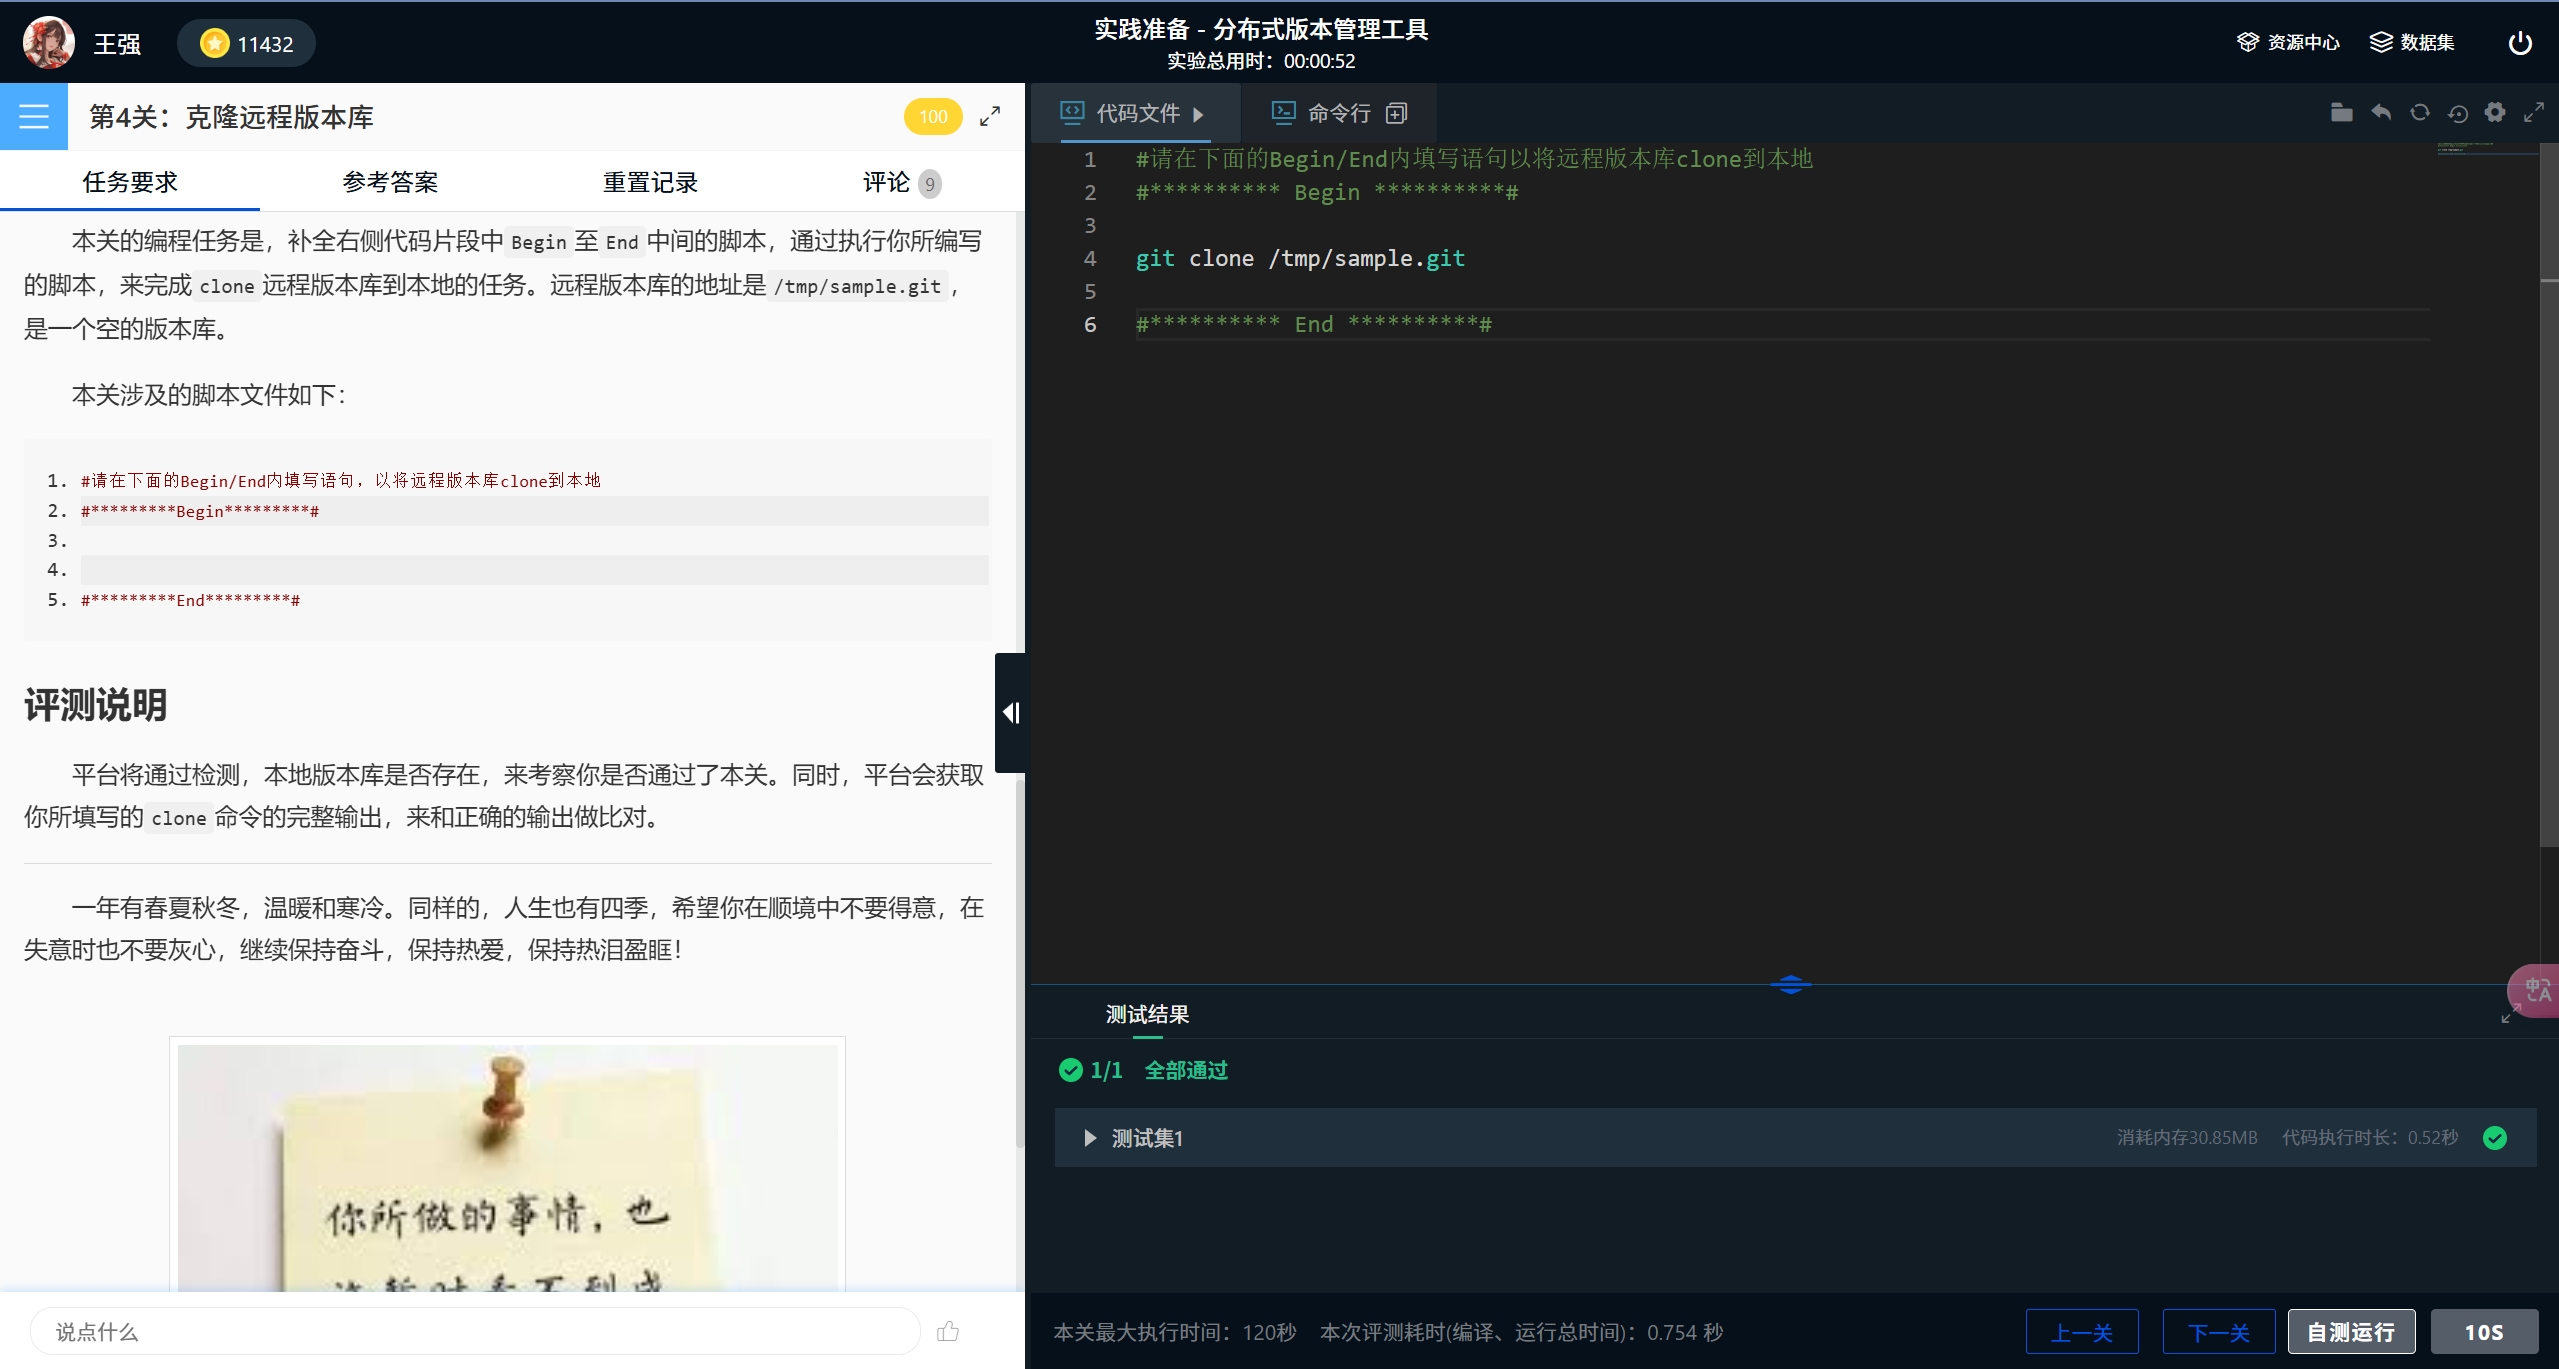 王强
11432
实践准备 - 分布式版本管理工具
实验总用时：00:00:52
资源中心
数据集
第4关：克隆远程版本库
100
任务要求
参考答案
重置记录
评论 9
本关的编程任务是，补全右侧代码片段中Begin至End中间的脚本，通过执行你所编写
的脚本，来完成clone远程版本库到本地的任务。远程版本库的地址是/tmp/sample.git，
是一个空的版本库。
本关涉及的脚本文件如下：
1. #请在下面的Begin/End内填写语句，以将远程版本库clone到本地
2. #*********Begin*********#
3.
4.
5. #*********End*********#
评测说明
平台将通过检测，本地版本库是否存在，来考察你是否通过了本关。同时，平台会获取
你所填写的clone命令的完整输出，来和正确的输出做比对。
一年有春夏秋冬，温暖和寒冷。同样的，人生也有四季，希望你在顺境中不要得意，在
失意时也不要灰心，继续保持奋斗，保持热爱，保持热泪盈眶！
你所做的事情，也
说点什么
代码文件
命令行
1 #请在下面的Begin/End内填写语句以将远程版本库clone到本地
2 #********** Begin **********#
3
4 git clone /tmp/sample.git
5
6 #********** End **********#
中A
测试结果
1/1 全部通过
测试集1
消耗内存30.85MB 代码执行时长：0.52秒
本关最大执行时间：120秒 本次评测耗时(编译、运行总时间)：0.754 秒
上一关
下一关
自测运行
10S